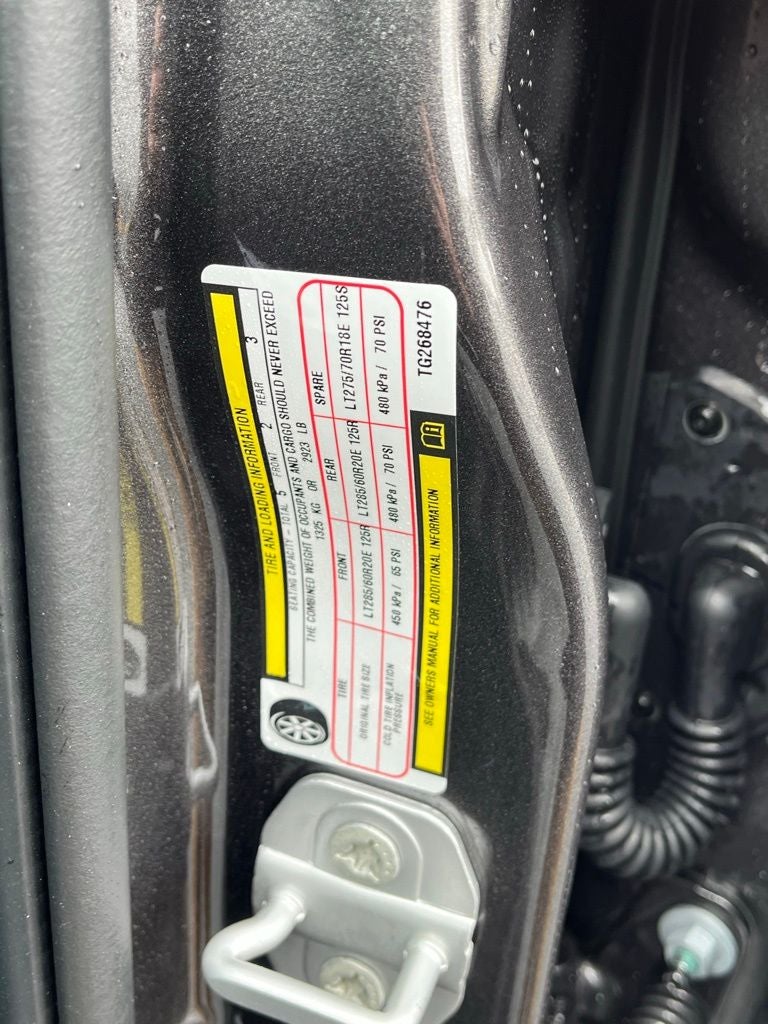 TIRE AND LOADING INFORMATION
SEATING CAPACITY - TOTAL 5 FRONT 2 REAR 3
THE COMBINED WEIGHT OF OCCUPANTS AND CARGO SHOULD NEVER EXCEED
1325 KG OR 2923 LB
TIRE FRONT REAR SPARE
ORIGINAL TIRE SIZE LT285/60R20E 125R LT285/60R20E 125R LT275/70R18E 125S
COLD TIRE INFLATION PRESSURE 450 kPa / 65 PSI 480 kPa / 70 PSI 480 kPa / 70 PSI
SEE OWNERS MANUAL FOR ADDITIONAL INFORMATION
TG268476